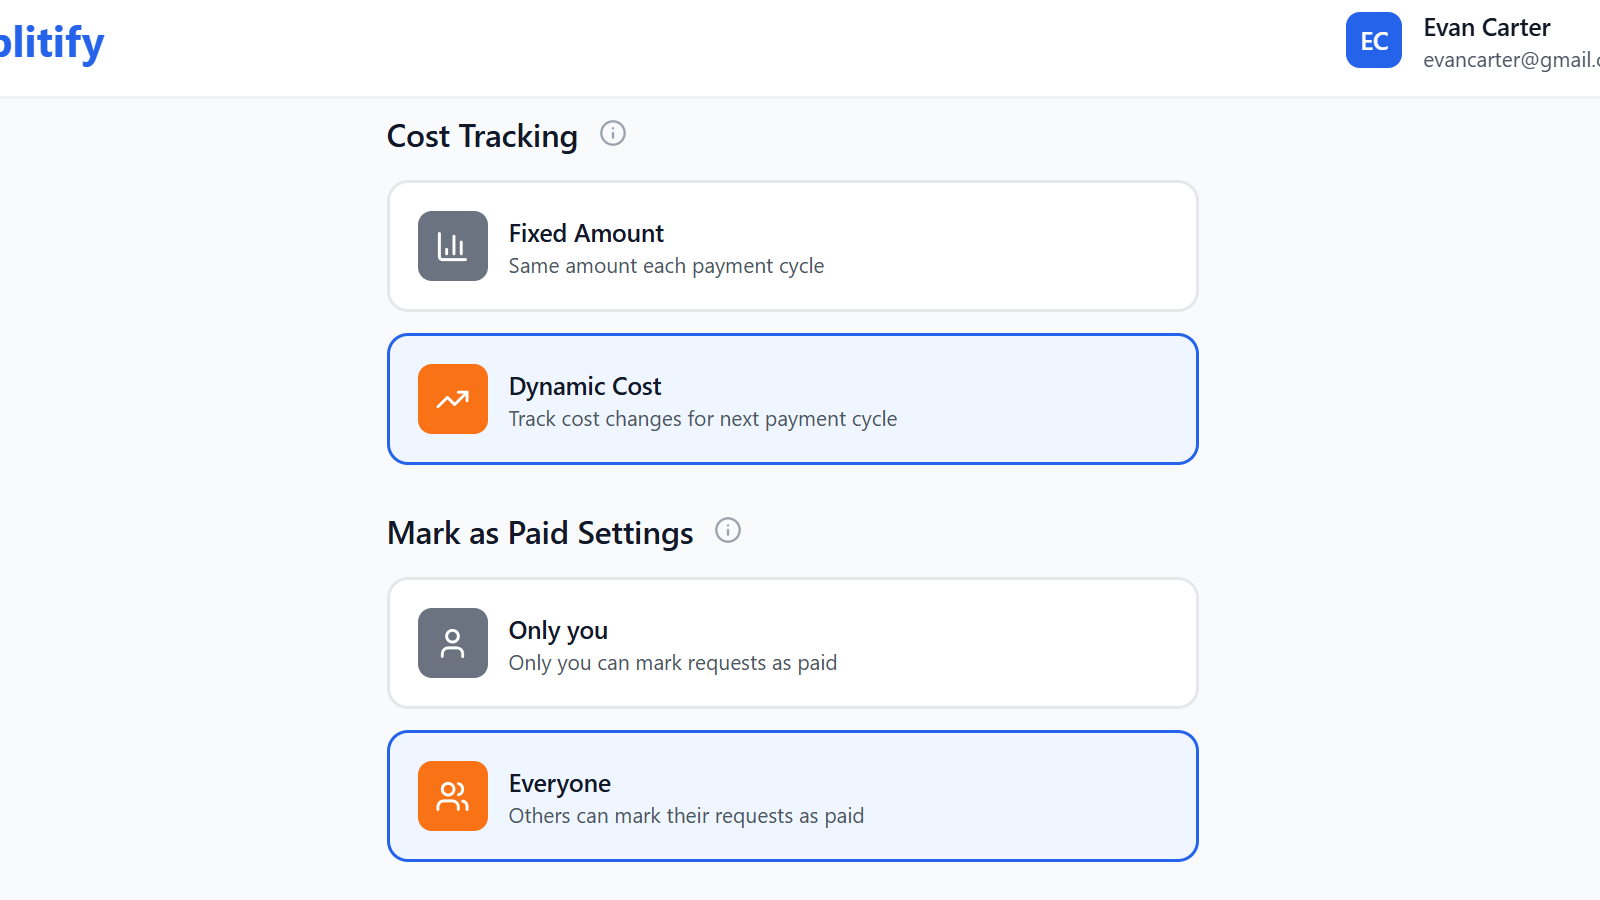 plitify
EC
Evan Carter
evancarter@gmail.c
Cost Tracking
Fixed Amount
Same amount each payment cycle
Dynamic Cost
Track cost changes for next payment cycle
Mark as Paid Settings
Only you
Only you can mark requests as paid
Everyone
Others can mark their requests as paid